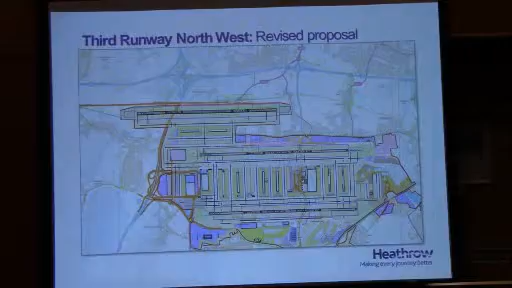 Third Runway North West: Revised proposal
Heathrow
Making every journey better